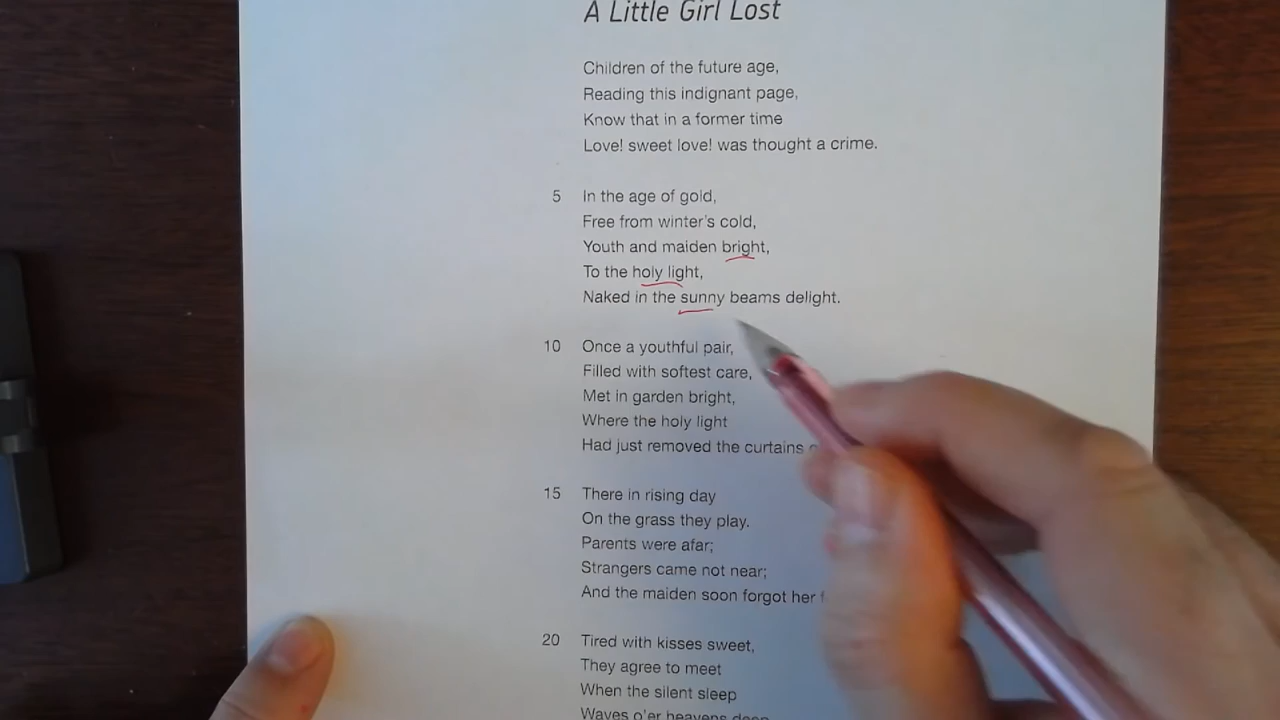 A Little Girl Lost
Children of the future age,
Reading this indignant page,
Know that in a former time
Love! sweet love! was thought a crime.
5 In the age of gold,
Free from winter's cold,
Youth and maiden bright,
To the holy light,
Naked in the sunny beams delight.
10 Once a youthful pair,
Filled with softest care,
Met in garden bright,
Where the holy light
Had just removed the curtains
15 There in rising day
On the grass they play.
Parents were afar;
Strangers came not near;
And the maiden soon forgot her
20 Tired with kisses sweet,
They agree to meet
When the silent sleep
Waves o'er heavens deep